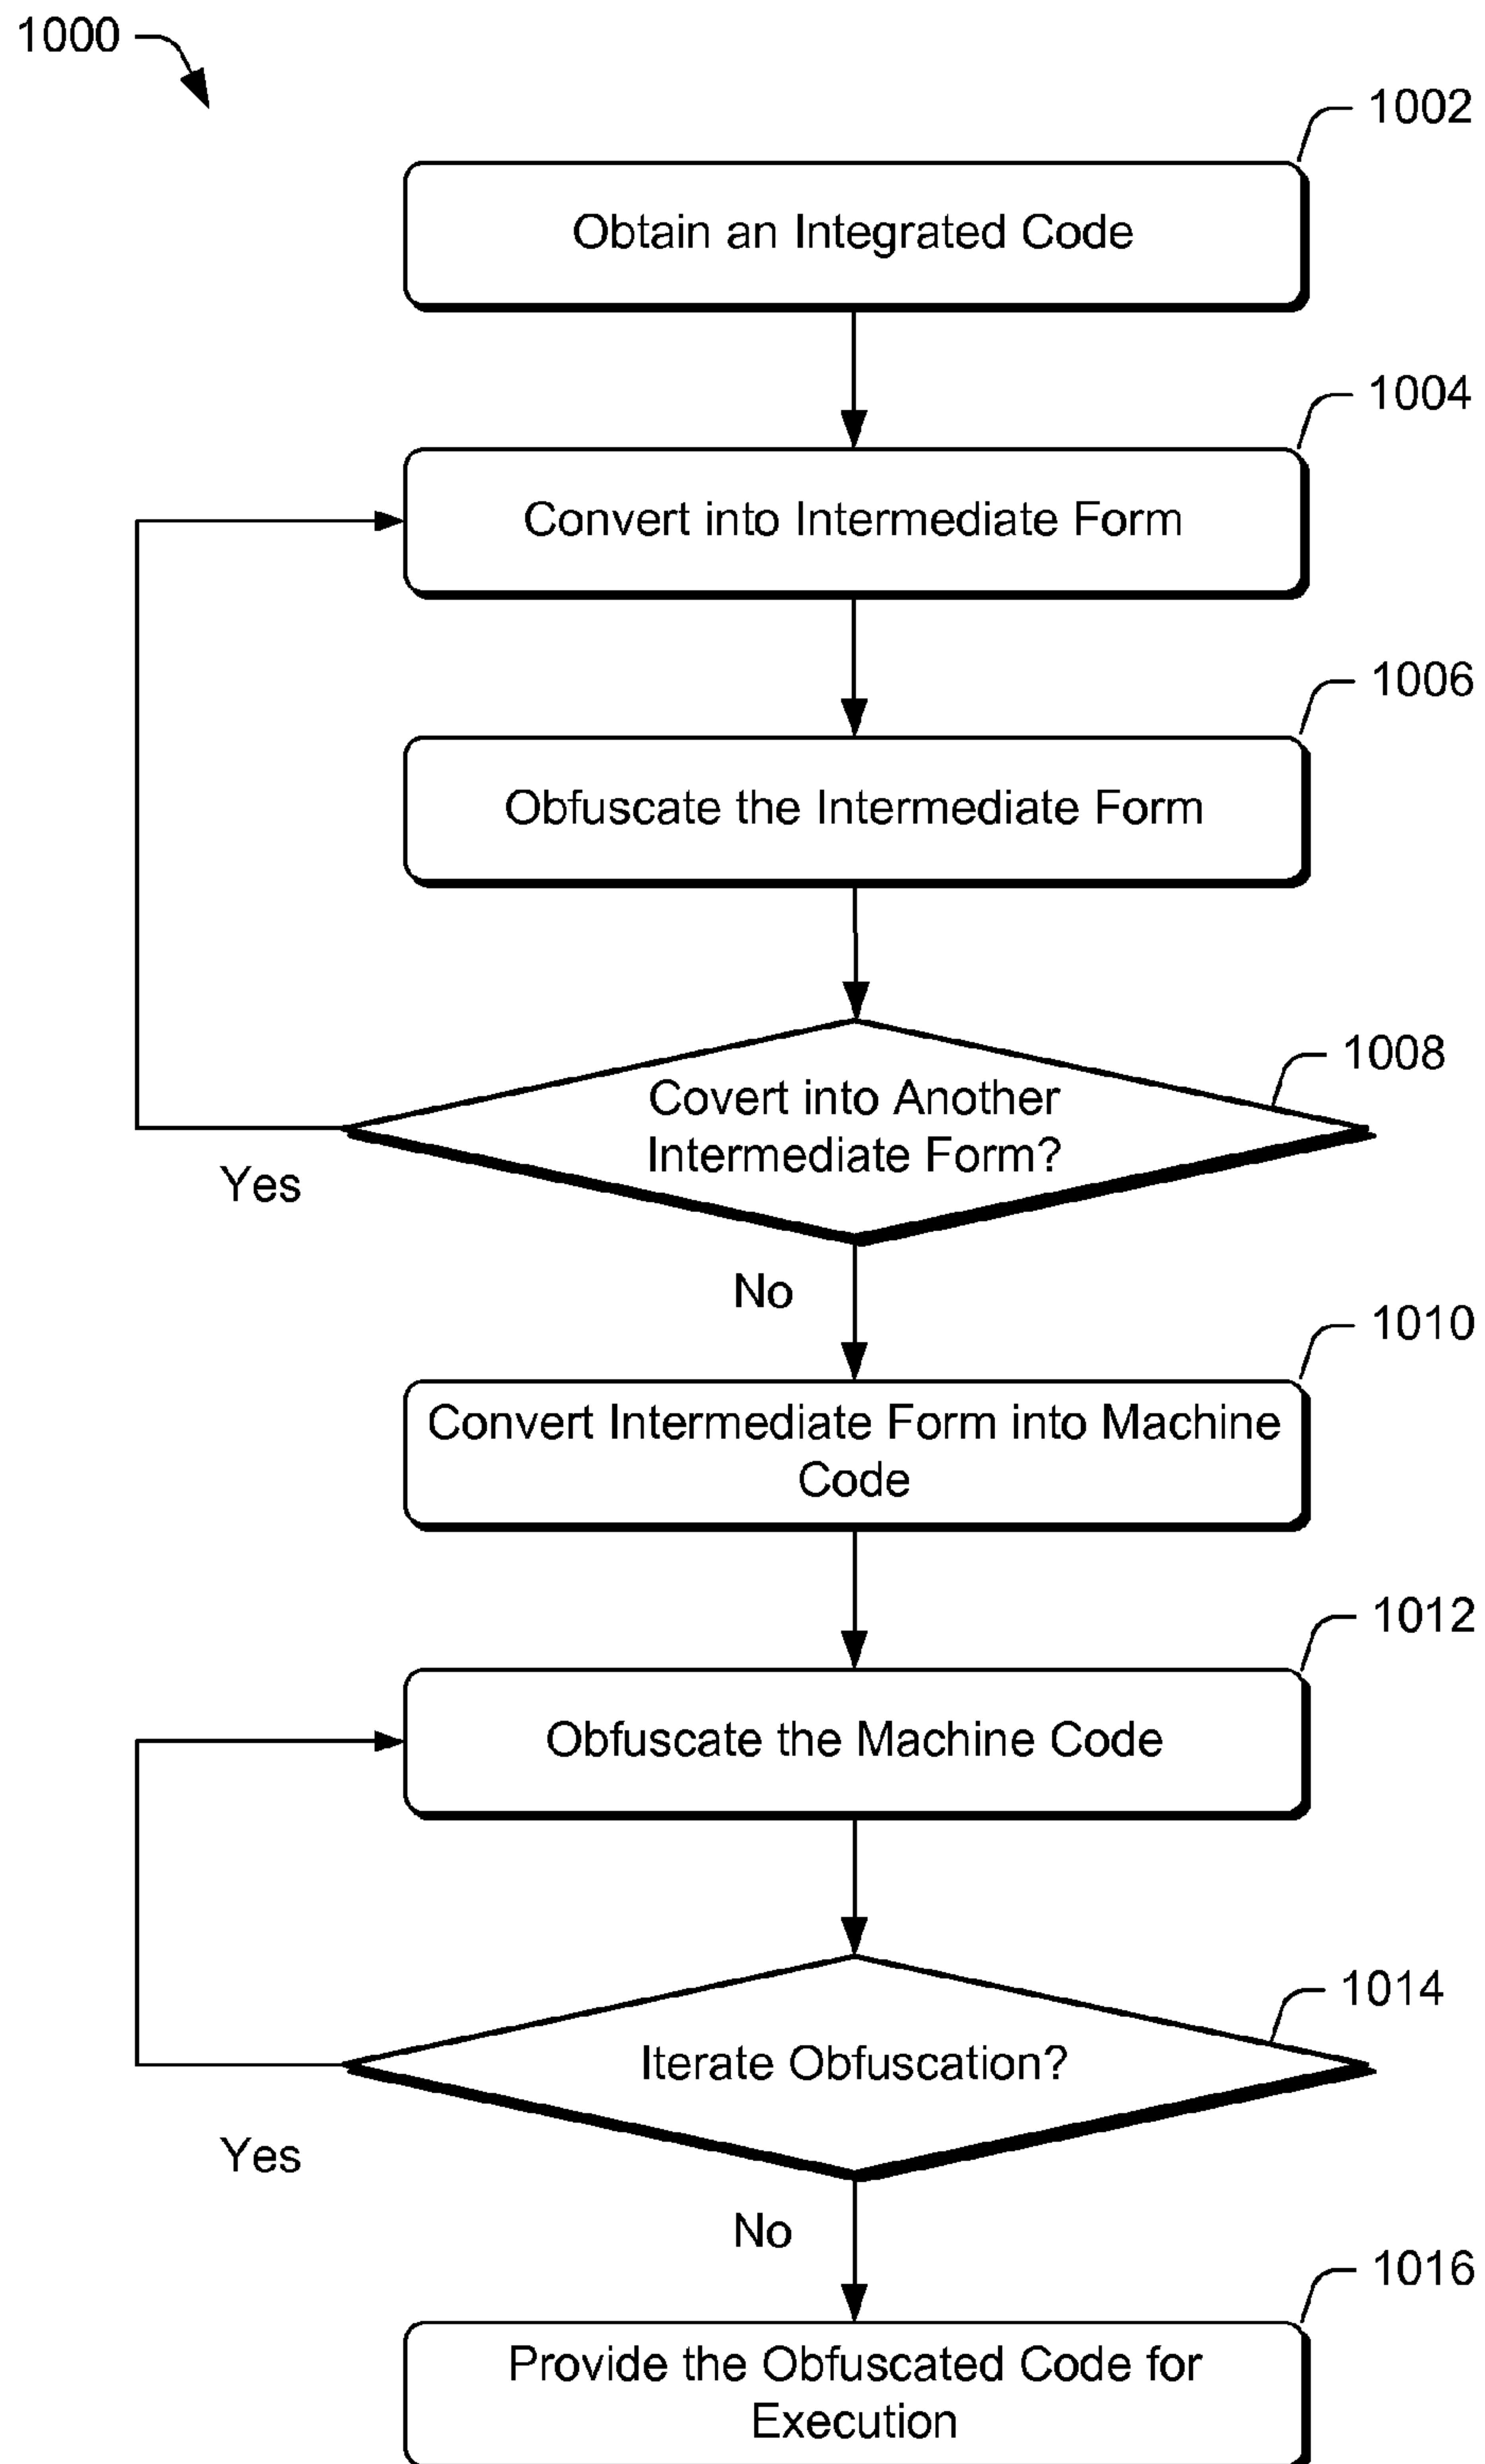 1000
1002
Obtain an Integrated Code
1004
Convert into Intermediate Form
1006
Obfuscate the Intermediate Form
1008
Covert into Another
Intermediate Form?
Yes
No
1010
Convert Intermediate Form into Machine
Code
1012
Obfuscate the Machine Code
1014
Iterate Obfuscation?
Yes
No
1016
Provide the Obfuscated Code for
Execution